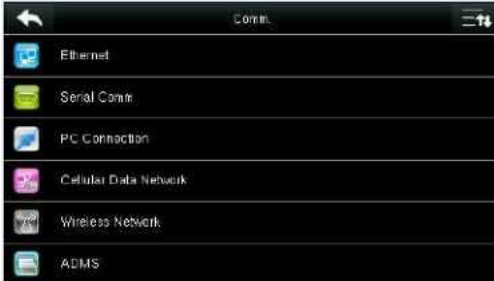 Comm.
Ethernet
Serial Comm
PC Connection
Cellular Data Network
Wireless Network
ADMS